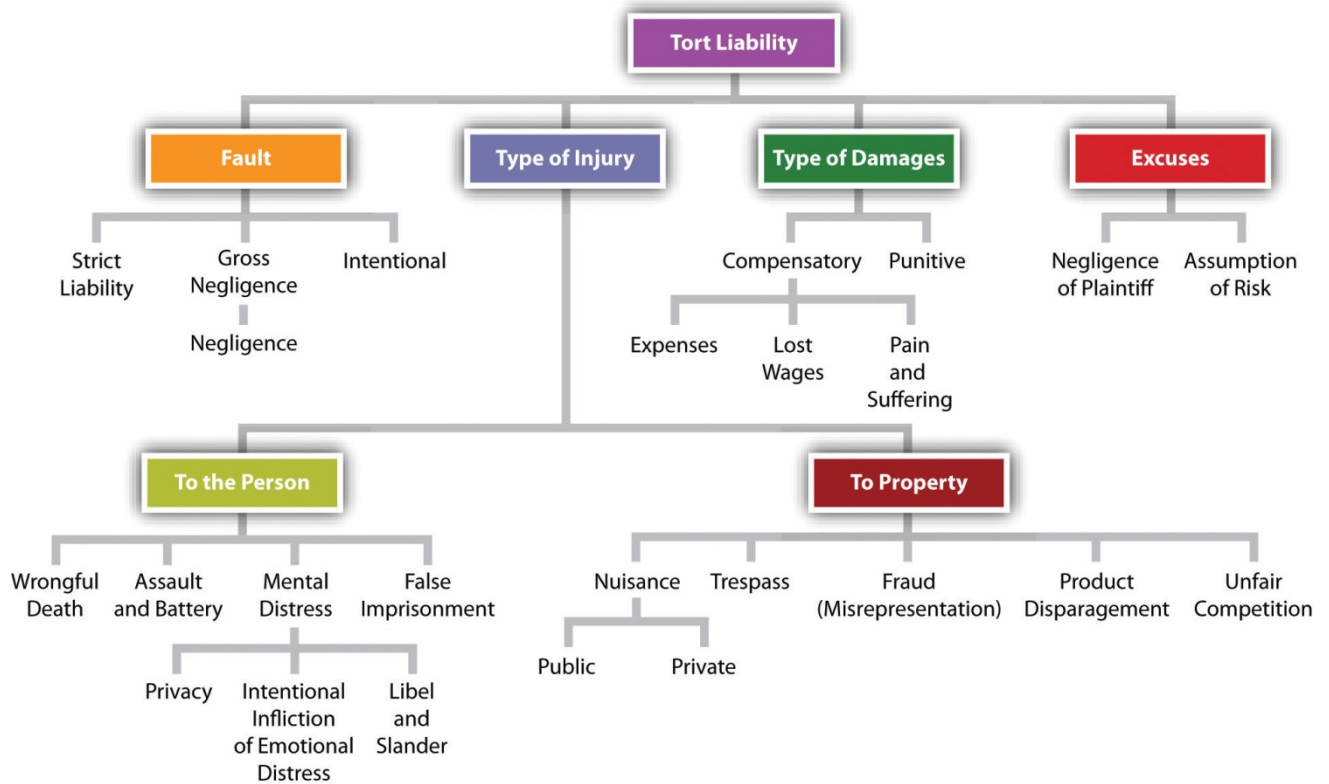 Tort Liability
Fault
Type of Injury
Type of Damages
Excuses
Strict
Liability
Gross
Negligence
Intentional
Negligence
Compensatory
Punitive
Expenses
Lost
Wages
Pain
and
Suffering
Negligence
of Plaintiff
Assumption
of Risk
To the Person
To Property
Wrongful
Death
Assault
and Battery
Mental
Distress
False
Imprisonment
Privacy
Intentional
Infliction
of Emotional
Distress
Libel
and
Slander
Nuisance
Trespass
Fraud
(Misrepresentation)
Product
Disparagement
Unfair
Competition
Public
Private